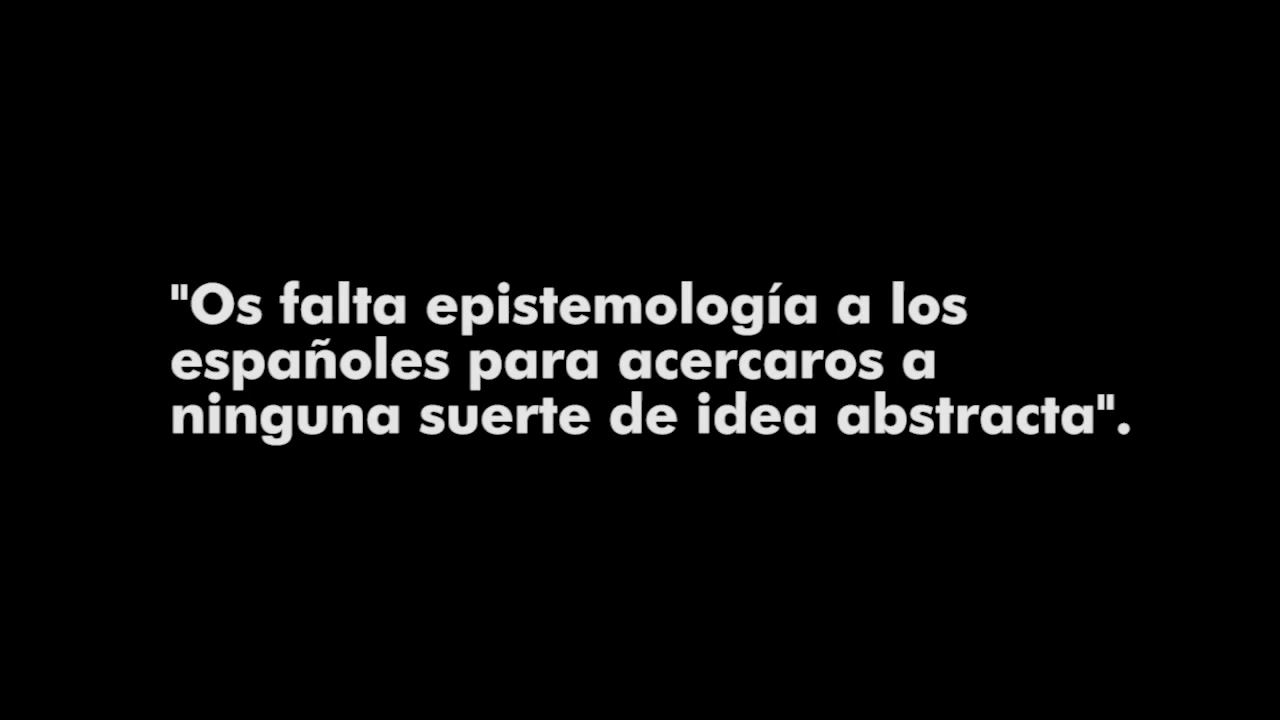 "Os falta epistemología a los
españoles para acercaros a
ninguna suerte de idea abstracta".